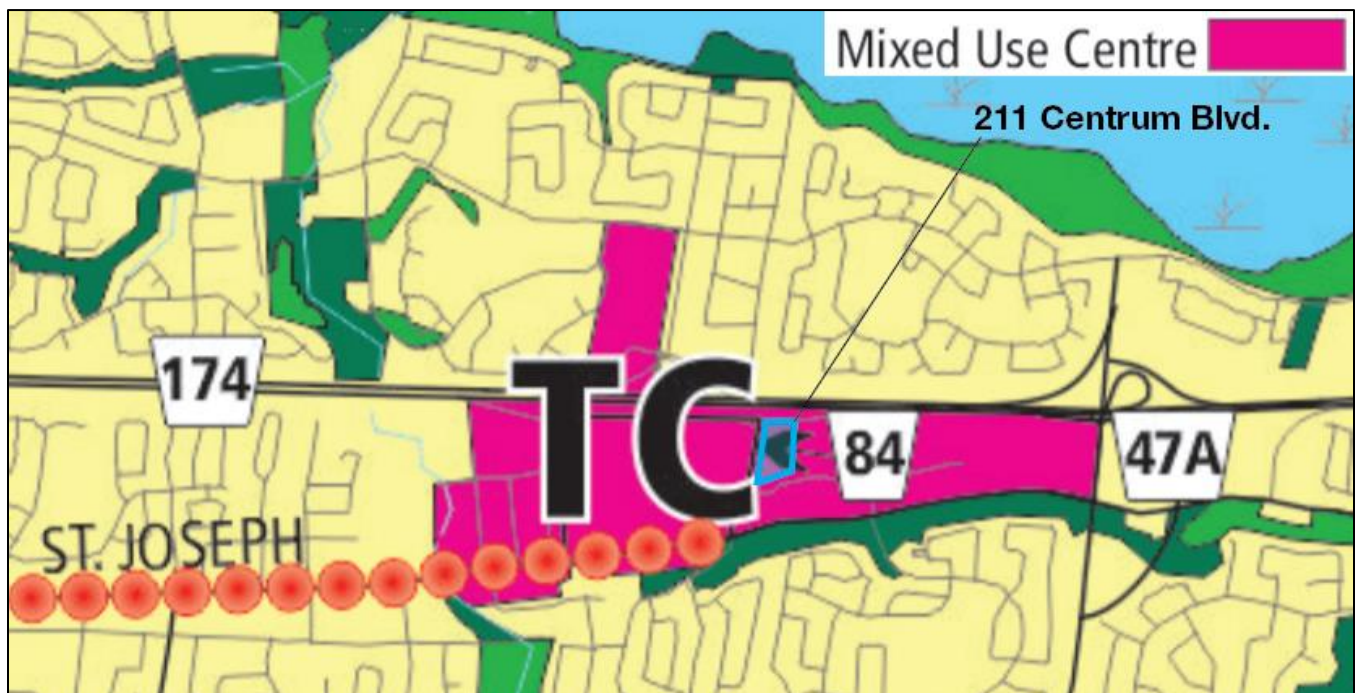 Mixed Use Centre
211 Centrum Blvd.
174
TC
84
47A
ST. JOSEPH